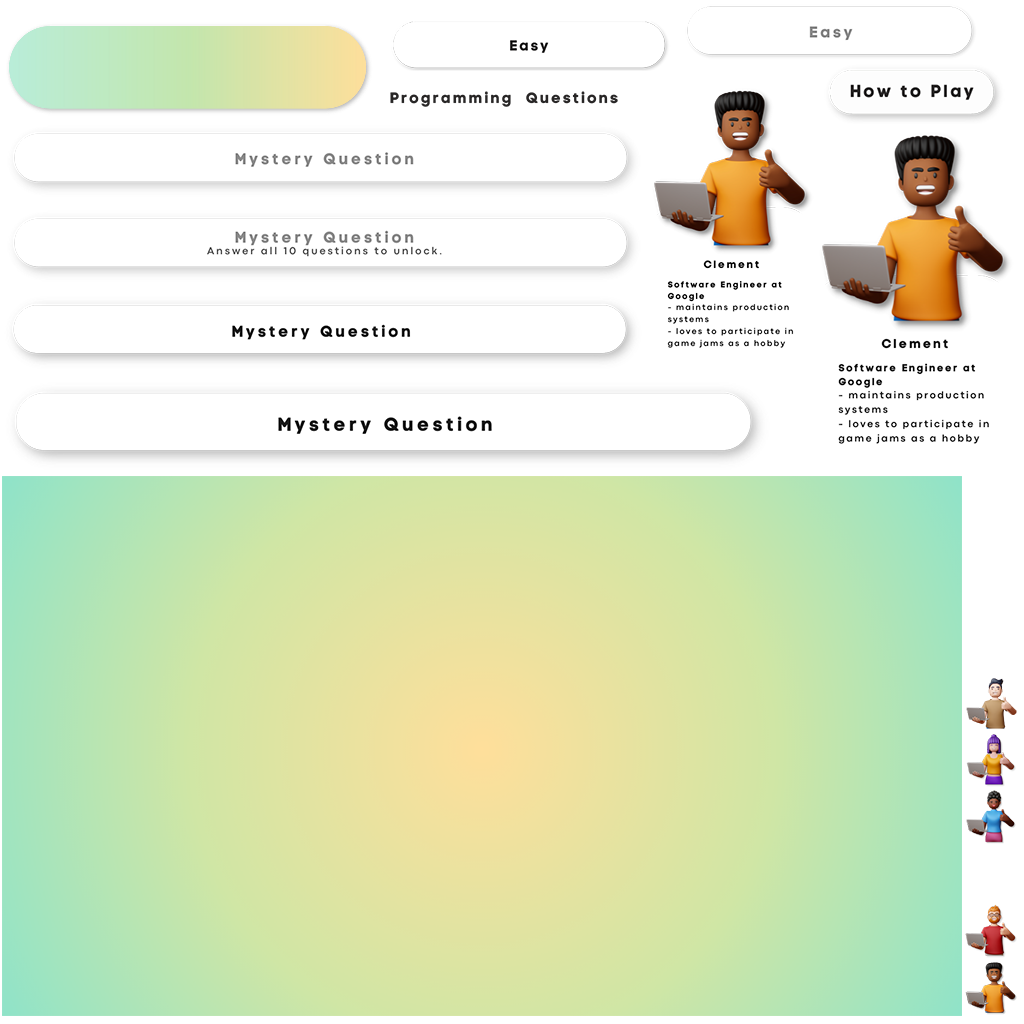 Easy
Easy
Programming Questions
How to Play
Mystery Question
Mystery Question
Answer all 10 questions to unlock.
Mystery Question
Mystery Question
Clement
Software Engineer at
Google
- maintains production
systems
- loves to participate in
game jams as a hobby
Clement
Software Engineer at
Google
- maintains production
systems
- loves to participate in
game jams as a hobby